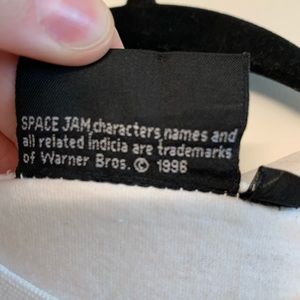 SPACE JAM, characters, names and
all related indicia are trademarks
of Warner Bros. © 1996